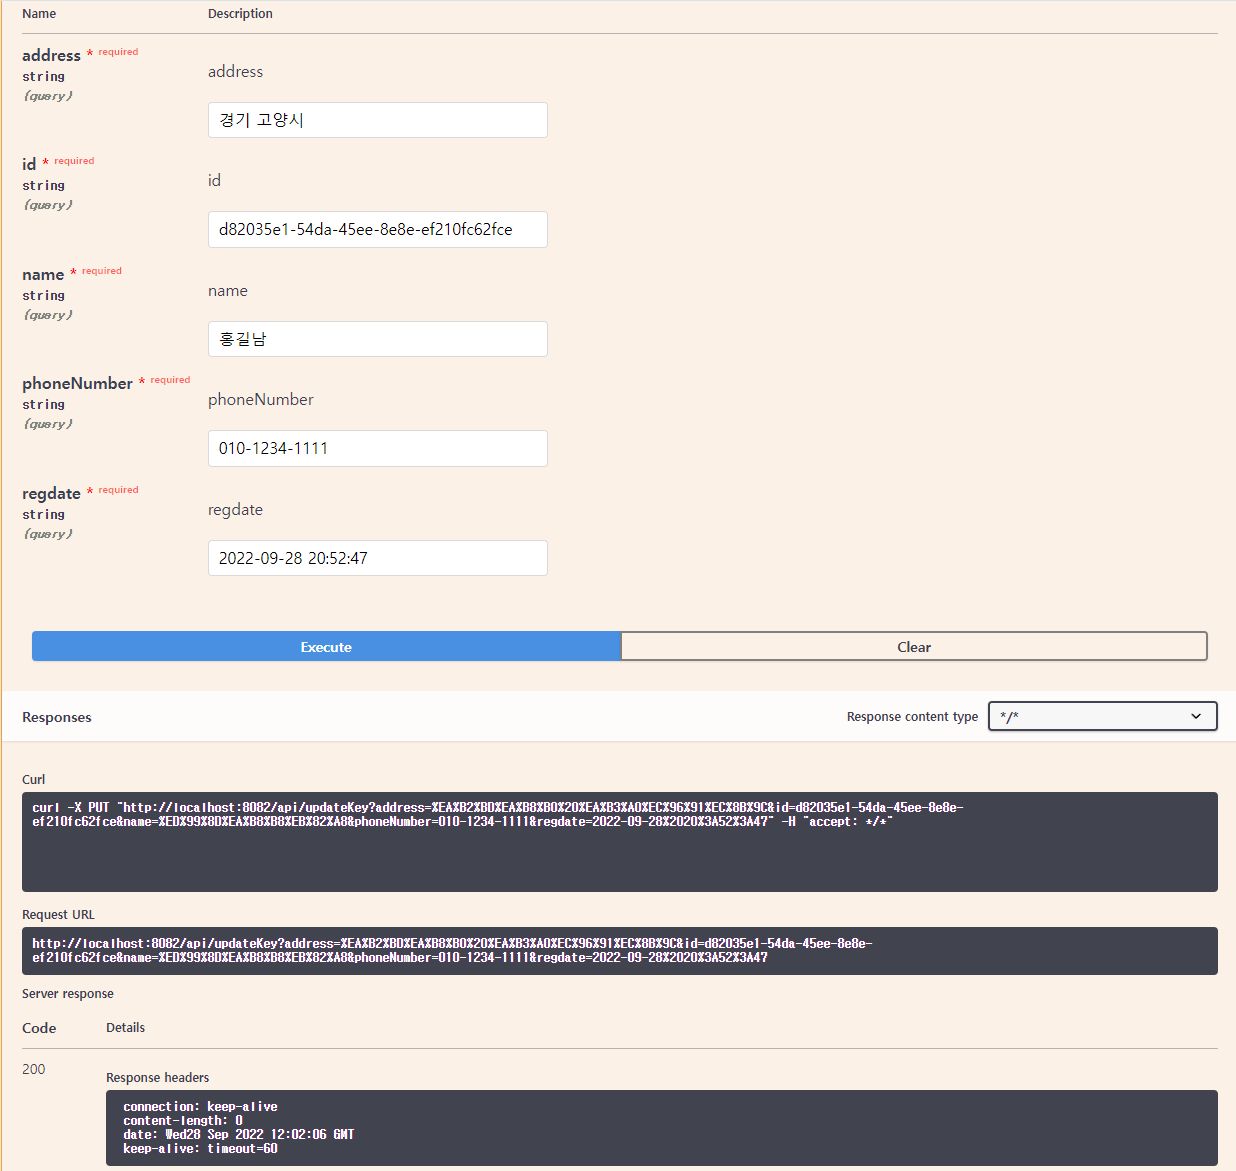 Name Description
address * required
string
(query)
address
경기 고양시
id * required
string
(query)
id
d82035e1-54da-45ee-8e8e-ef210fc62fce
name * required
string
(query)
name
홍길남
phoneNumber * required
string
(query)
phoneNumber
010-1234-1111
regdate * required
string
(query)
regdate
2022-09-28 20:52:47
Execute Clear
Responses Response content type */*
Curl
curl -X PUT "http://localhost:8082/api/updateKey?address=%EA%B2%BD%EA%B8%B0%20%EA%B3%A0%EC%96%91%EC%8B%9C&id=d82035e1-54da-45ee-8e8e-
ef210fc62fce&name=%ED%99%8D%EA%B8%B8%EB%82%A8&phoneNumber=010-1234-1111&regdate=2022-09-28%2020%3A52%3A47" -H "accept: */*"
Request URL
http://localhost:8082/api/updateKey?address=%EA%B2%BD%EA%B8%B0%20%EA%B3%A0%EC%96%91%EC%8B%9C&id=d82035e1-54da-45ee-8e8e-
ef210fc62fce&name=%ED%99%8D%EA%B8%B8%EB%82%A8&phoneNumber=010-1234-1111&regdate=2022-09-28%2020%3A52%3A47
Server response
Code Details
200
Response headers
connection: keep-alive
content-length: 0
date: Wed28 Sep 2022 12:02:06 GMT
keep-alive: timeout=60